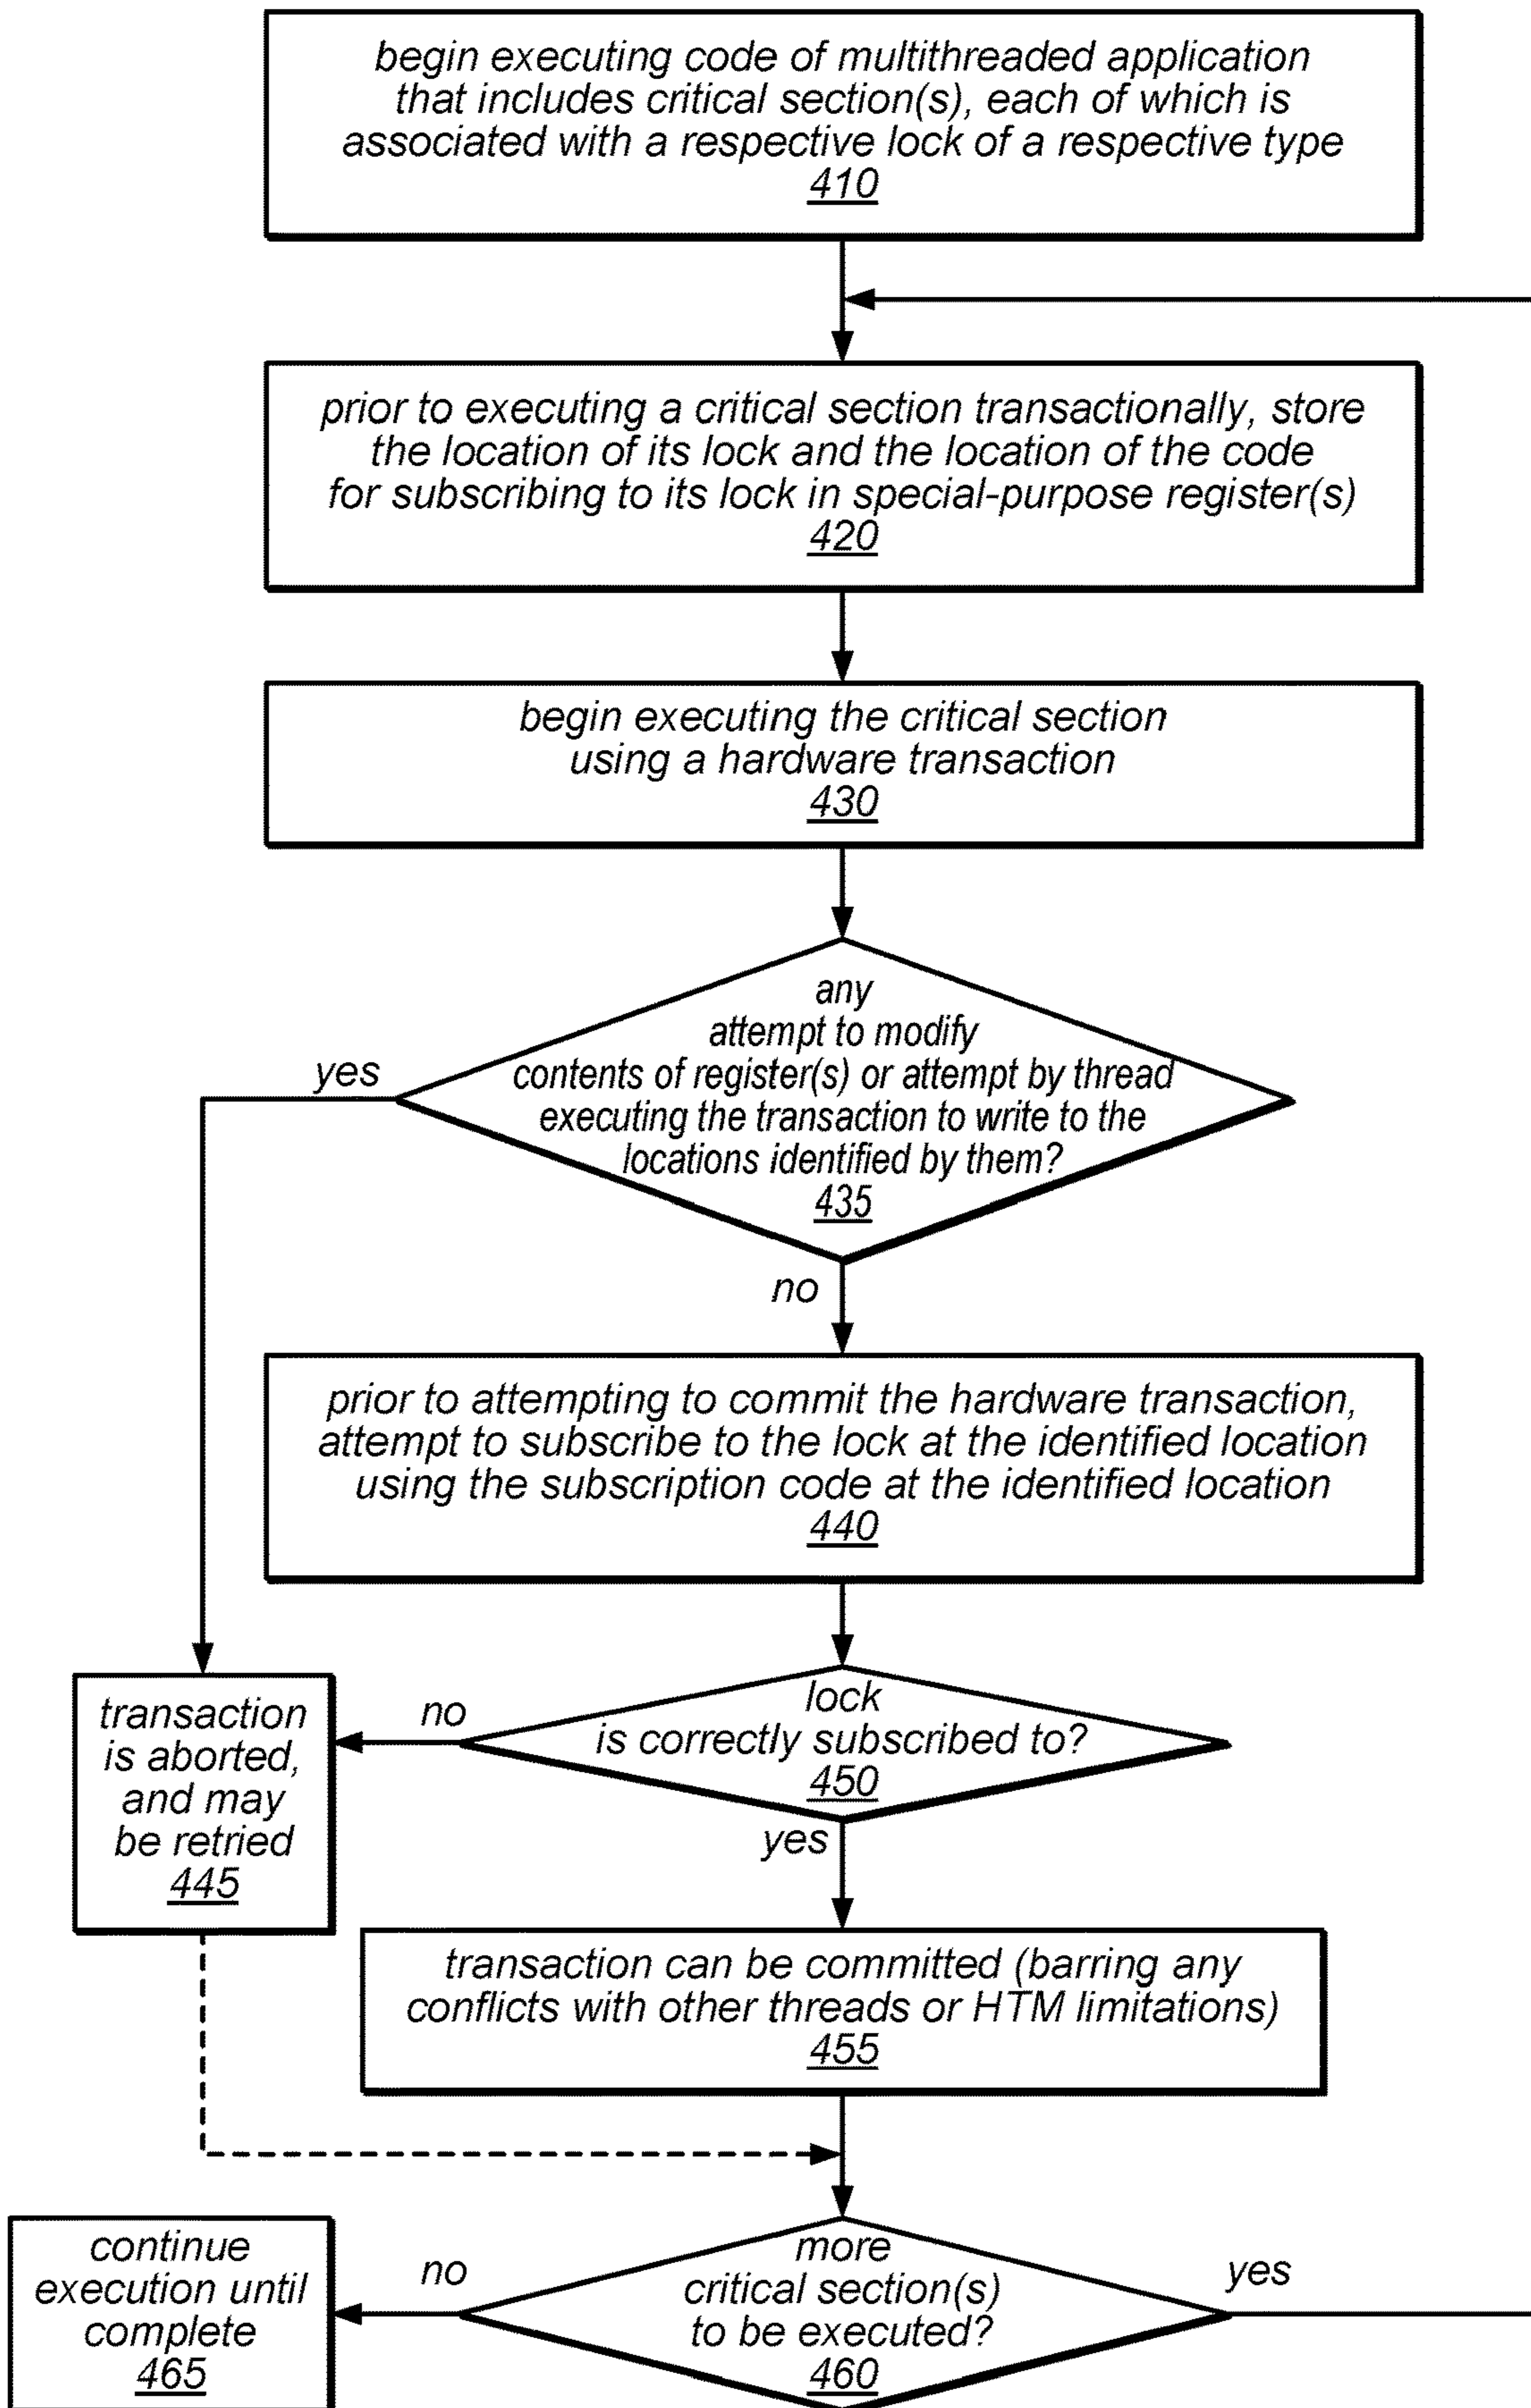 begin executing code of multithreaded application
that includes critical section(s), each of which is
associated with a respective lock of a respective type
410
prior to executing a critical section transactionally, store
the location of its lock and the location of the code
for subscribing to its lock in special-purpose register(s)
420
begin executing the critical section
using a hardware transaction
430
any
attempt to modify
contents of register(s) or attempt by thread
executing the transaction to write to the
locations identified by them?
435
yes
no
prior to attempting to commit the hardware transaction,
attempt to subscribe to the lock at the identified location
using the subscription code at the identified location
440
lock
is correctly subscribed to?
450
no
yes
transaction
is aborted,
and may
be retried
445
transaction can be committed (barring any
conflicts with other threads or HTM limitations)
455
more
critical section(s)
to be executed?
460
no
yes
continue
execution until
complete
465